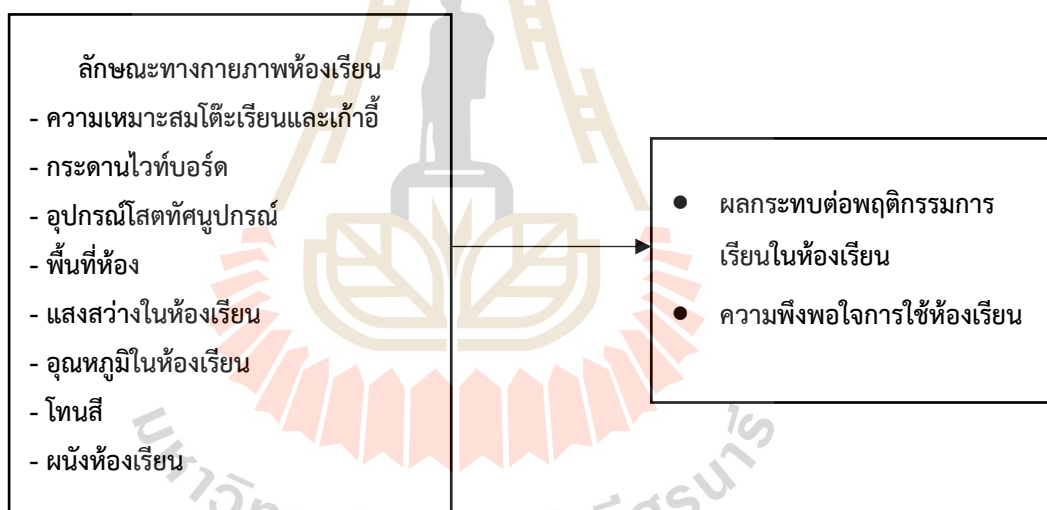 ลักษณะทางกายภาพห้องเรียน
- ความเหมาะสมโต๊ะเรียนและเก้าอี้
- กระดานไวท์บอร์ด
- อุปกรณ์โสตทัศนูปกรณ์
- พื้นที่ห้อง
- แสงสว่างในห้องเรียน
- อุณหภูมิในห้องเรียน
- โทนสี
- ผนังห้องเรียน
● ผลกระทบต่อพฤติกรรมการ
เรียนในห้องเรียน
● ความพึงพอใจการใช้ห้องเรียน